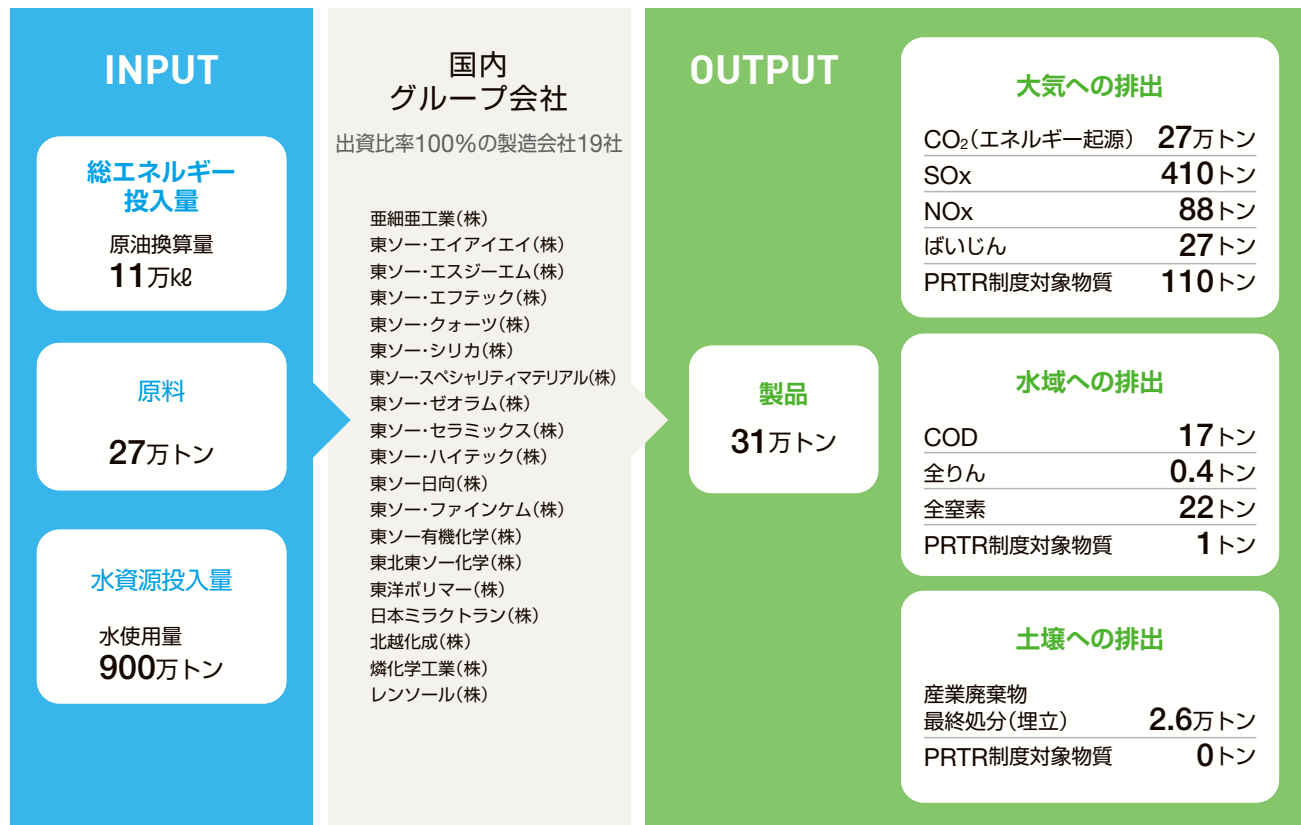 INPUT
総エネルギー
投入量
原油換算量
11万kℓ
原料
27万トン
水資源投入量
水使用量
900万トン
国内
グループ会社
出資比率100%の製造会社19社
亜細亜工業(株)
東ソー・エイアイエイ(株)
東ソー・エスジーエム(株)
東ソー・エフテック(株)
東ソー・クォーツ(株)
東ソー・シリカ(株)
東ソー・スペシャリティマテリアル(株)
東ソー・ゼオラム(株)
東ソー・セラミックス(株)
東ソー・ハイテック(株)
東ソー日向(株)
東ソー・ファインケム(株)
東ソー有機化学(株)
東北東ソー化学(株)
東洋ポリマー(株)
日本ミラクトラン(株)
北越化成(株)
燐化学工業(株)
レンソール(株)
OUTPUT
製品
31万トン
大気への排出
CO₂(エネルギー起源) 27万トン
SOx 410トン
NOx 88トン
ばいじん 27トン
PRTR制度対象物質 110トン
水域への排出
COD 17トン
全りん 0.4トン
全窒素 22トン
PRTR制度対象物質 1トン
土壌への排出
産業廃棄物
最終処分(埋立) 2.6万トン
PRTR制度対象物質 0トン